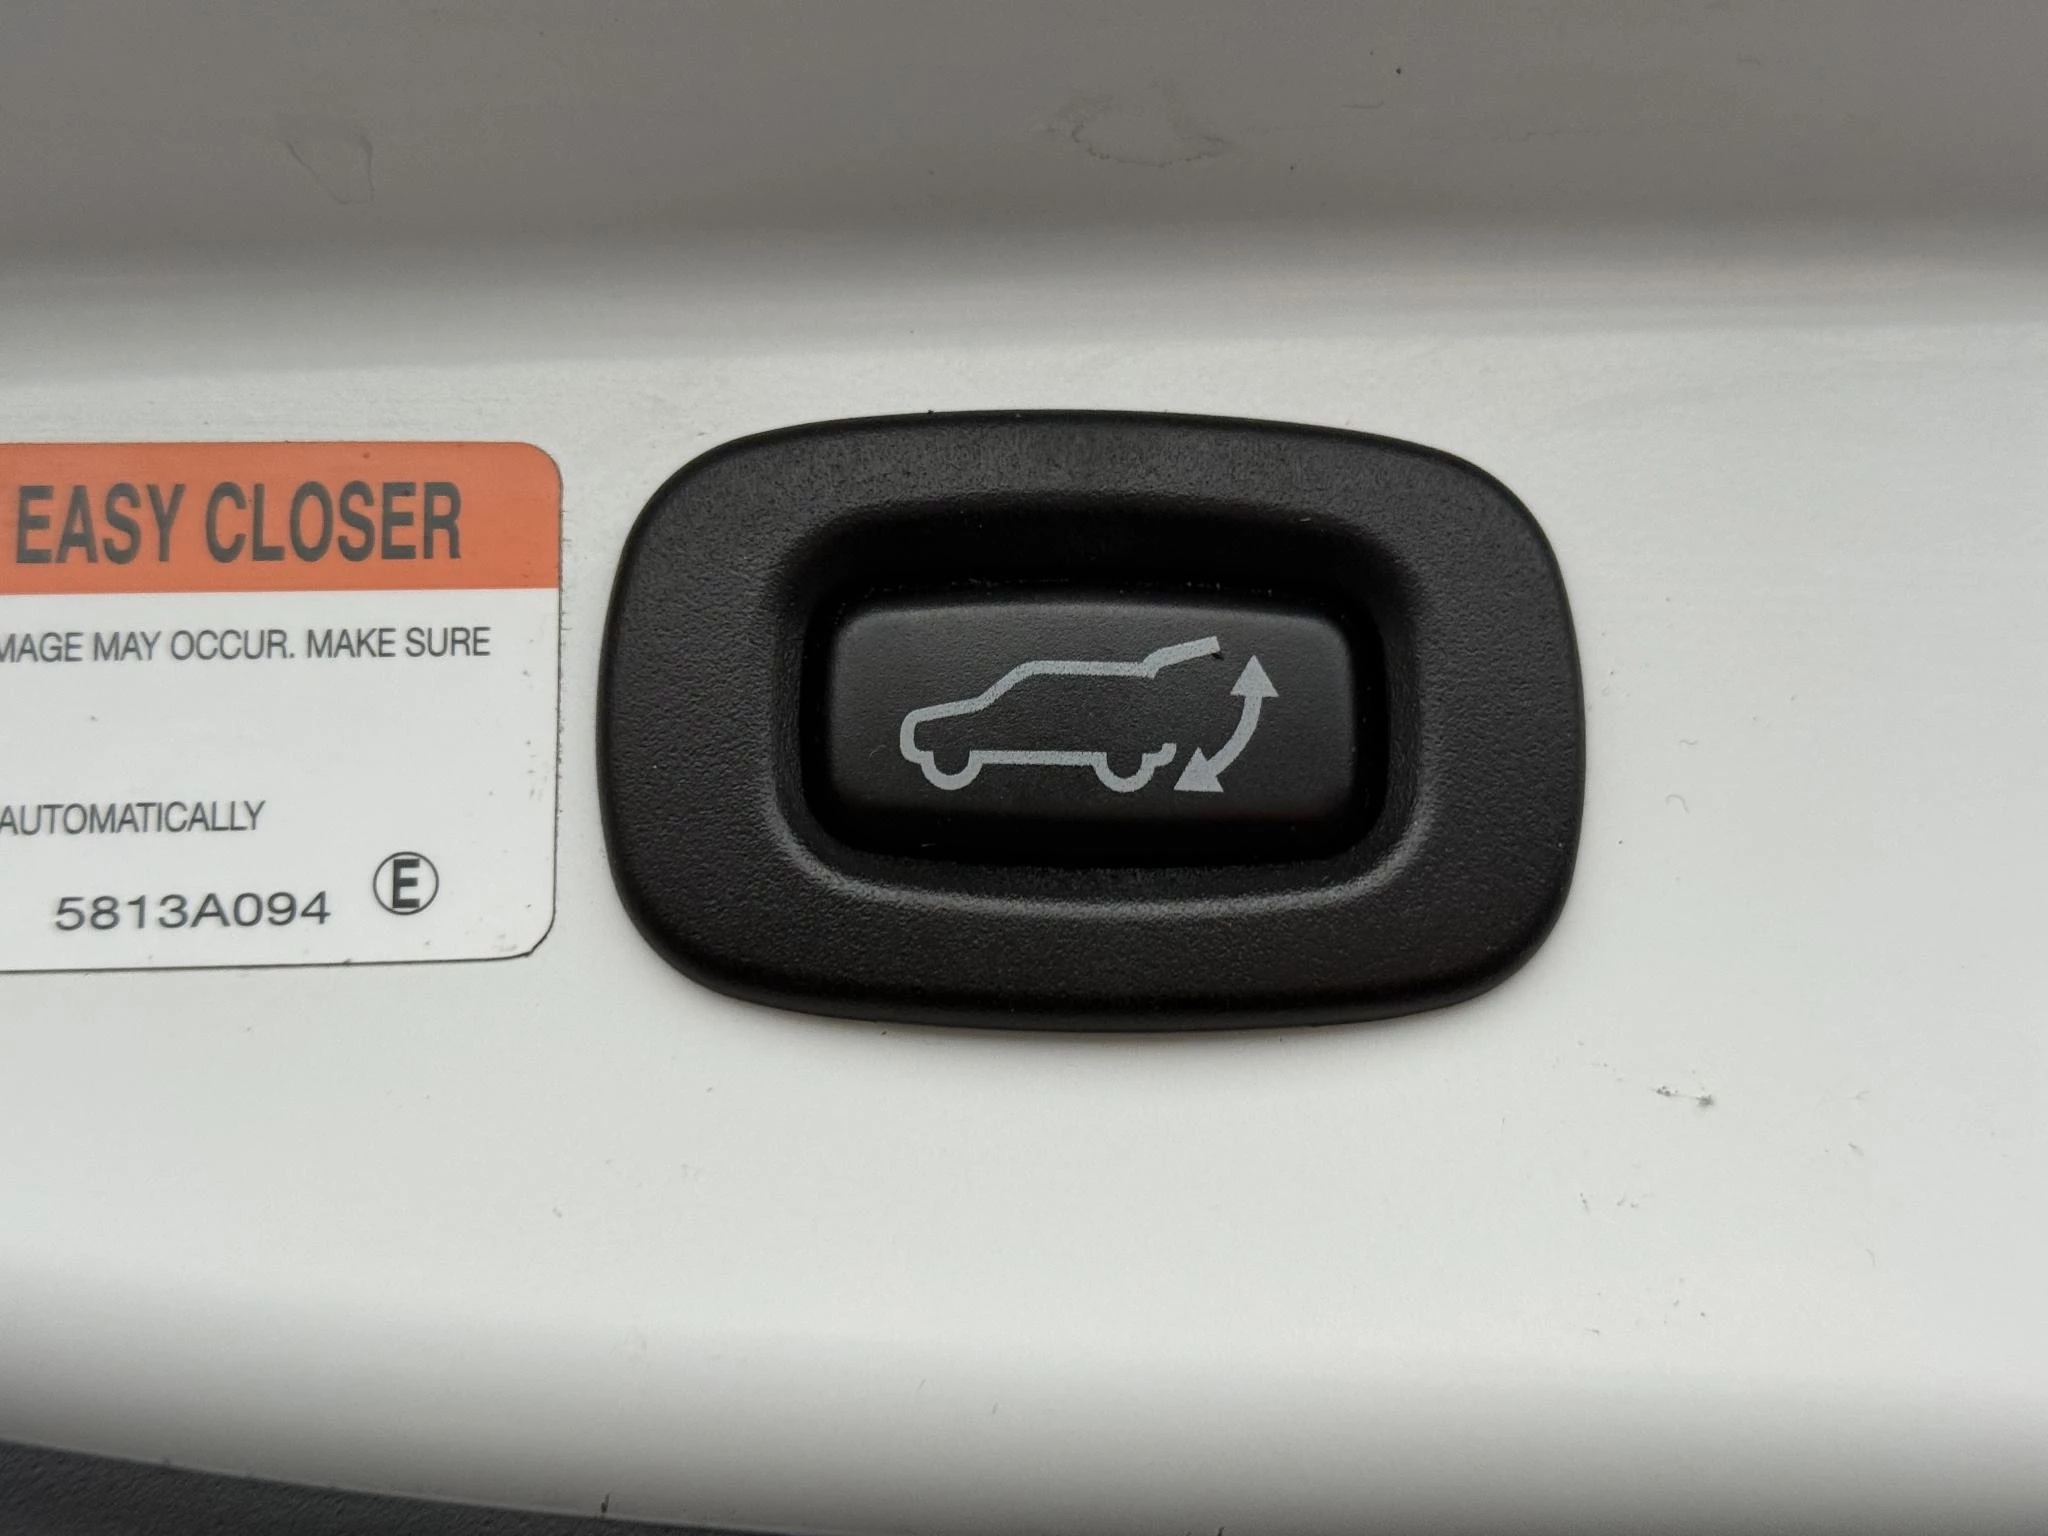 EASY CLOSER
MAGE MAY OCCUR. MAKE SURE
AUTOMATICALLY
5813A094 E